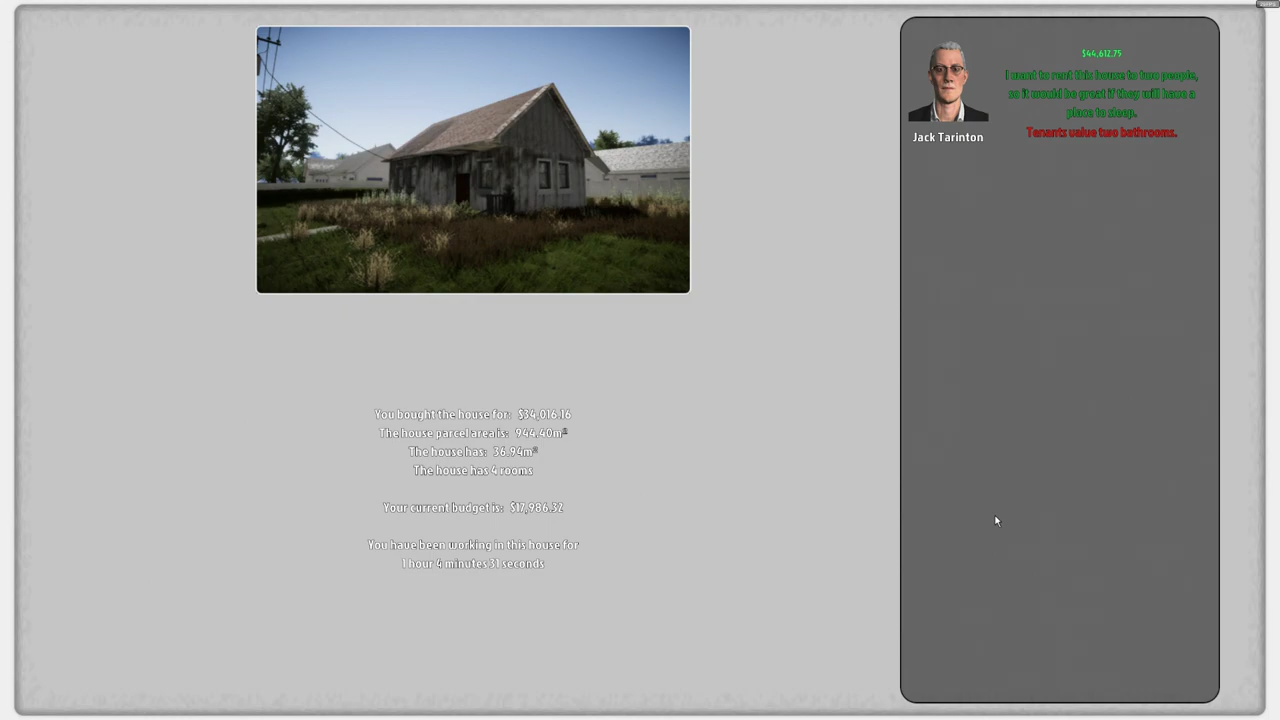 $44,612.75
I want to rent this house to two people,
so it would be great if they will have a
place to sleep.
Tenants value two bathrooms.
Jack Tarinton
You bought the house for: $34,016.16
The house parcel area is: 944.40m²
The house has: 36.94m²
The house has 4 rooms
Your current budget is: $17,986.32
You have been working in this house for
1 hour 4 minutes 31 seconds